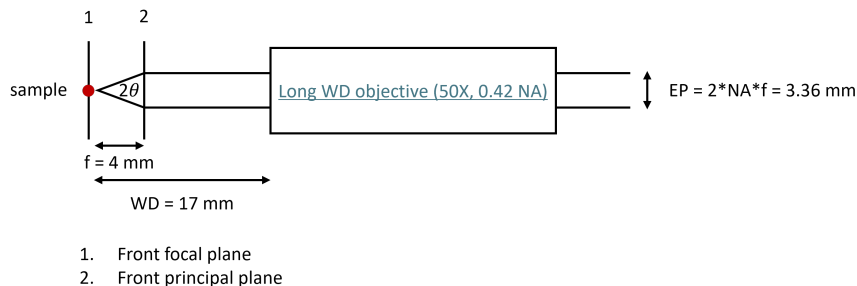 1 2
sample
2θ
Long WD objective (50X, 0.42 NA)
EP = 2*NA*f = 3.36 mm
f = 4 mm
WD = 17 mm
1. Front focal plane
2. Front principal plane